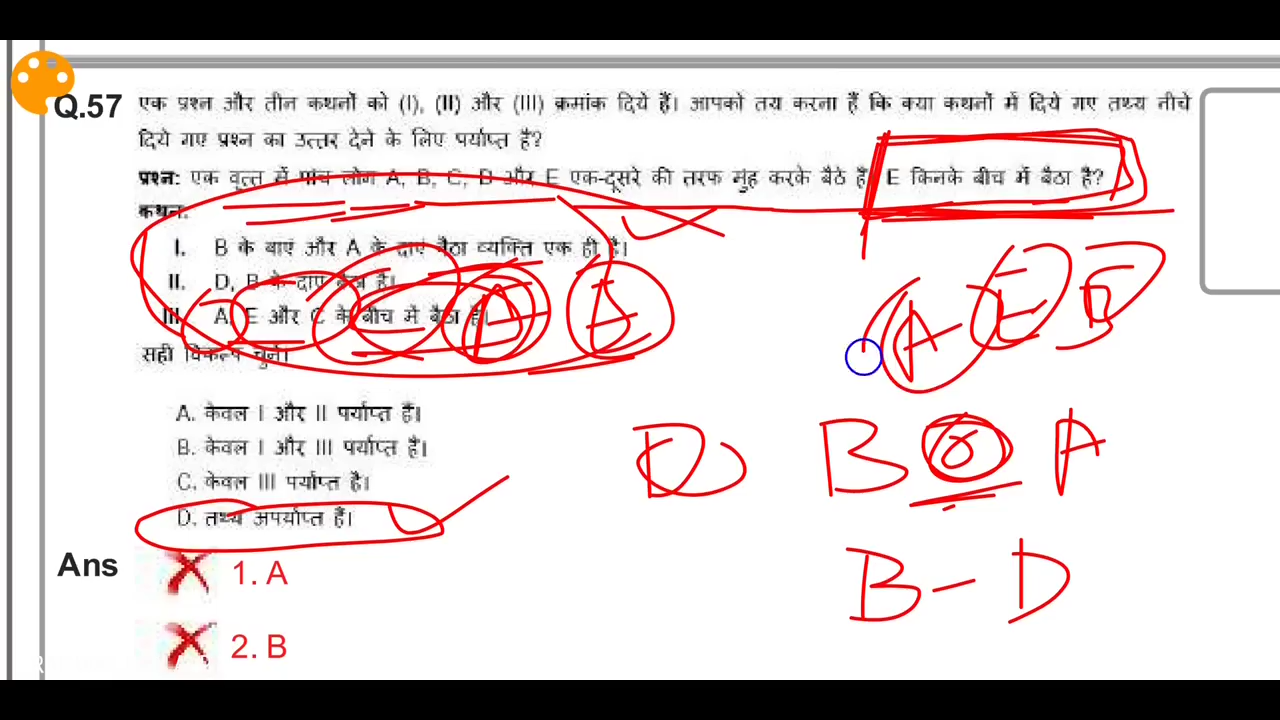 Q.57 एक प्रश्न और तीन कथनों को (I), (II) और (III) क्रमांक दिये हैं। आपको तय करना हैं कि क्या कथनों में दिये गए तथ्य नीचे
दिये गए प्रश्न का उत्तर देने के लिए पर्याप्त है?
प्रश्न: एक वृत्त में पांच लोग A, B, C, D और E एक-दूसरे की तरफ मुंह करके बैठे हैं E किनके बीच में बैठा है?
कथन:
I. B के बाएं और A के दाएं बैठा व्यक्ति एक ही है।
II. D, B के दाएं बैठा है।
III. A, E और C के बीच में बैठा है।
सही विकल्प चुनें।
A. केवल I और II पर्याप्त हैं।
B. केवल I और III पर्याप्त हैं।
C. केवल III पर्याप्त है।
D. तथ्य अपर्याप्त हैं।
Ans
1. A
2. B
A
B A
B - D